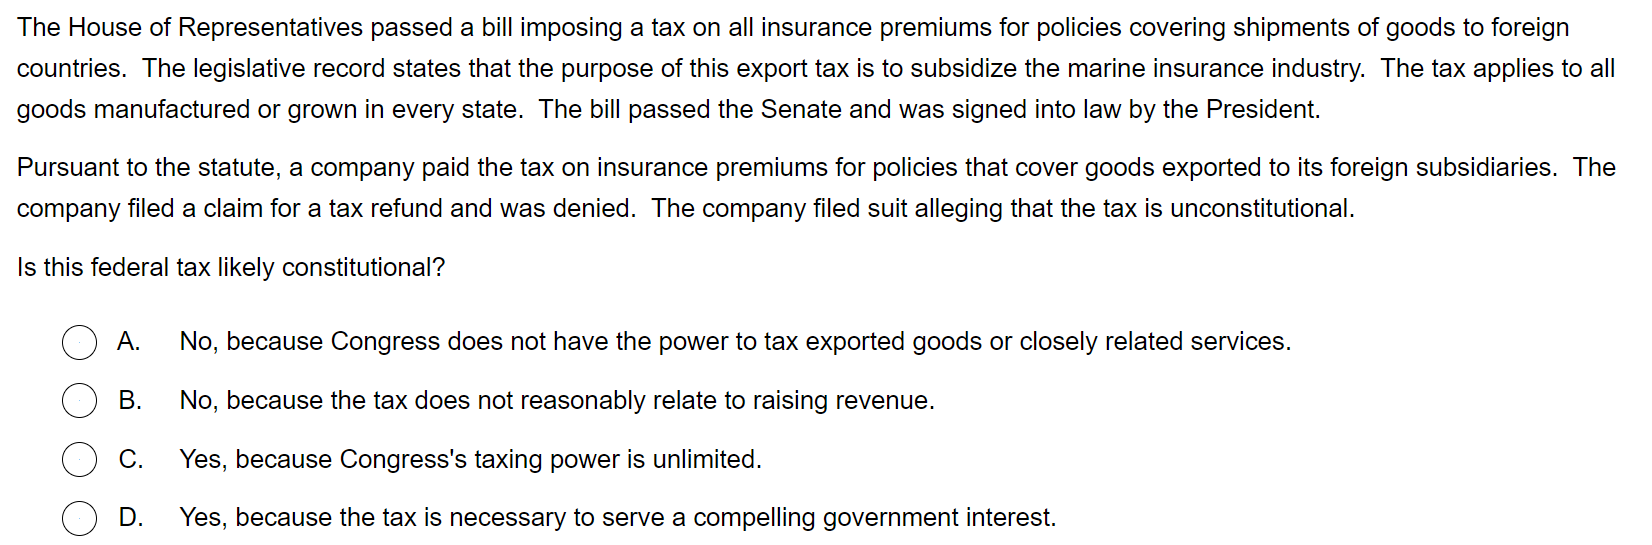 The House of Representatives passed a bill imposing a tax on all insurance premiums for policies covering shipments of goods to foreign
countries.  The legislative record states that the purpose of this export tax is to subsidize the marine insurance industry.  The tax applies to all
goods manufactured or grown in every state.  The bill passed the Senate and was signed into law by the President.
Pursuant to the statute, a company paid the tax on insurance premiums for policies that cover goods exported to its foreign subsidiaries.  The
company filed a claim for a tax refund and was denied.  The company filed suit alleging that the tax is unconstitutional.
Is this federal tax likely constitutional?
A. No, because Congress does not have the power to tax exported goods or closely related services.
B. No, because the tax does not reasonably relate to raising revenue.
C. Yes, because Congress's taxing power is unlimited.
D. Yes, because the tax is necessary to serve a compelling government interest.